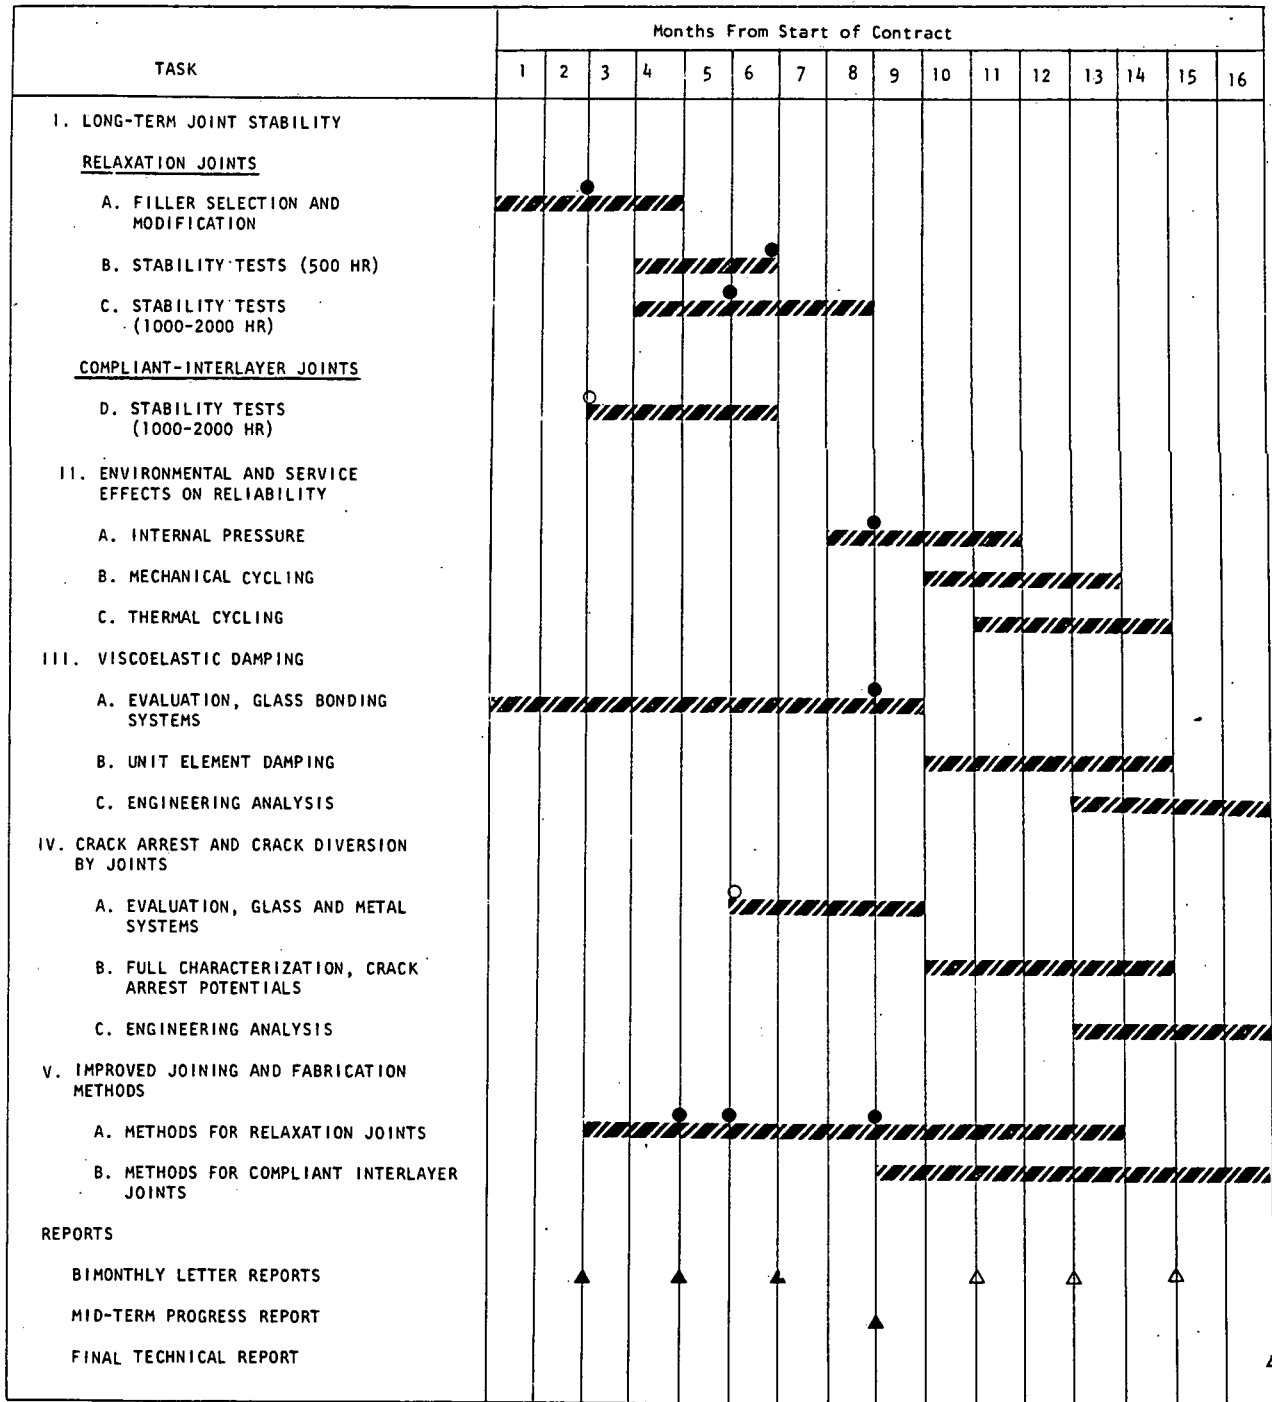 Months From Start of Contract
TASK
1 2 3 4 5 6 7 8 9 10 11 12 13 14 15 16
I. LONG-TERM JOINT STABILITY
RELAXATION JOINTS
A. FILLER SELECTION AND
MODIFICATION
B. STABILITY TESTS (500 HR)
C. STABILITY TESTS
(1000-2000 HR)
COMPLIANT-INTERLAYER JOINTS
D. STABILITY TESTS
(1000-2000 HR)
II. ENVIRONMENTAL AND SERVICE
EFFECTS ON RELIABILITY
A. INTERNAL PRESSURE
B. MECHANICAL CYCLING
C. THERMAL CYCLING
III. VISCOELASTIC DAMPING
A. EVALUATION, GLASS BONDING
SYSTEMS
B. UNIT ELEMENT DAMPING
C. ENGINEERING ANALYSIS
IV. CRACK ARREST AND CRACK DIVERSION
BY JOINTS
A. EVALUATION, GLASS AND METAL
SYSTEMS
B. FULL CHARACTERIZATION, CRACK
ARREST POTENTIALS
C. ENGINEERING ANALYSIS
V. IMPROVED JOINING AND FABRICATION
METHODS
A. METHODS FOR RELAXATION JOINTS
B. METHODS FOR COMPLIANT INTERLAYER
JOINTS
REPORTS
BIMONTHLY LETTER REPORTS
MID-TERM PROGRESS REPORT
FINAL TECHNICAL REPORT